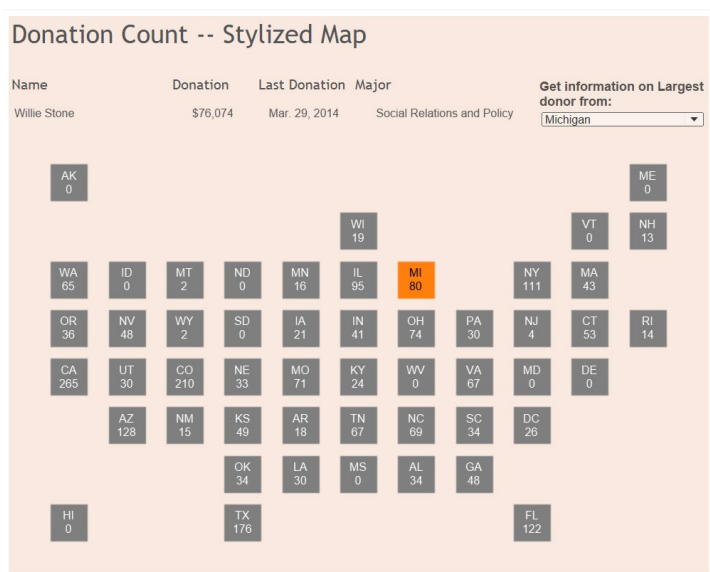 Donation Count -- Stylized Map
Name Donation Last Donation Major
Get information on Largest
donor from:
Willie Stone $76,074 Mar. 29, 2014 Social Relations and Policy
Michigan
AK ME
0 0
WI VT NH
19 0 13
WA ID MT ND MN IL MI NY MA
65 0 2 0 16 95 80 111 43
OR NV WY SD IA IN OH PA NJ CT RI
36 48 2 0 21 41 74 30 4 53 14
CA UT CO NE MO KY WV VA MD DE
265 30 210 33 71 24 0 67 0 0
AZ NM KS AR TN NC SC DC
128 15 49 18 67 69 34 26
OK LA MS AL GA
34 30 0 34 48
HI TX FL
0 176 122